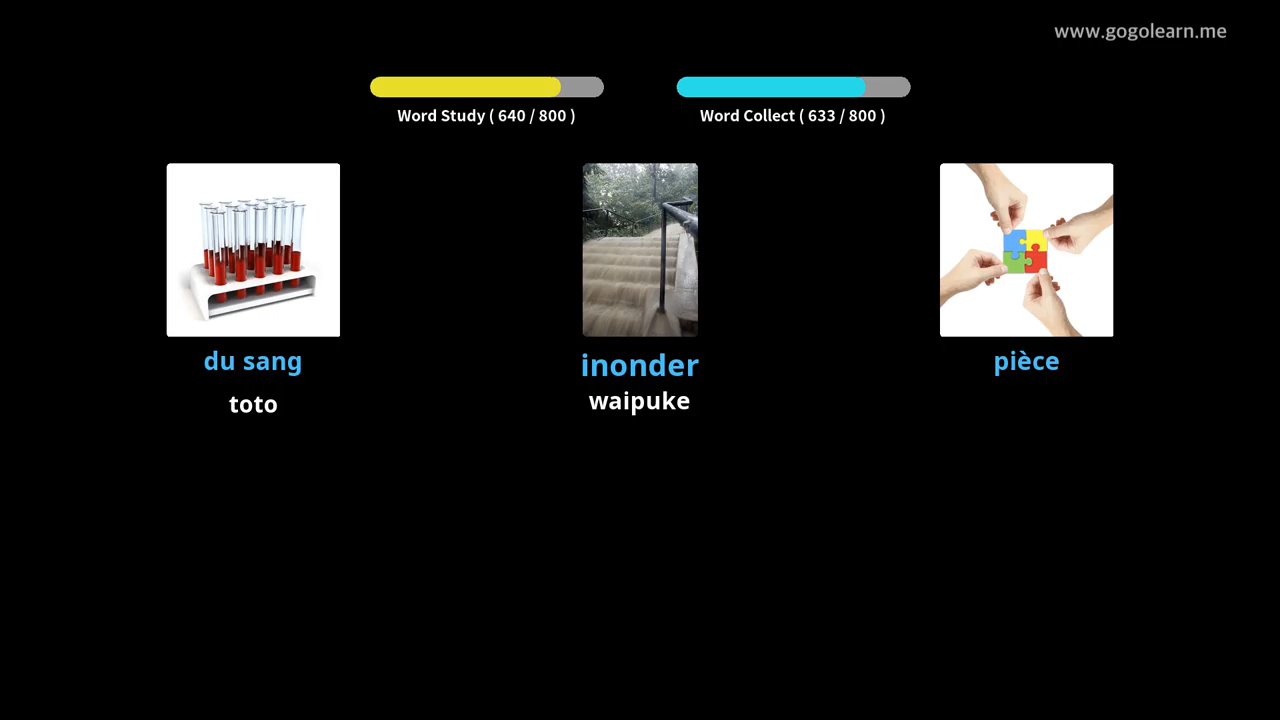 www.gogolearn.me
Word Study ( 640 / 800 )
Word Collect ( 633 / 800 )
du sang
inonder
pièce
toto
waipuke